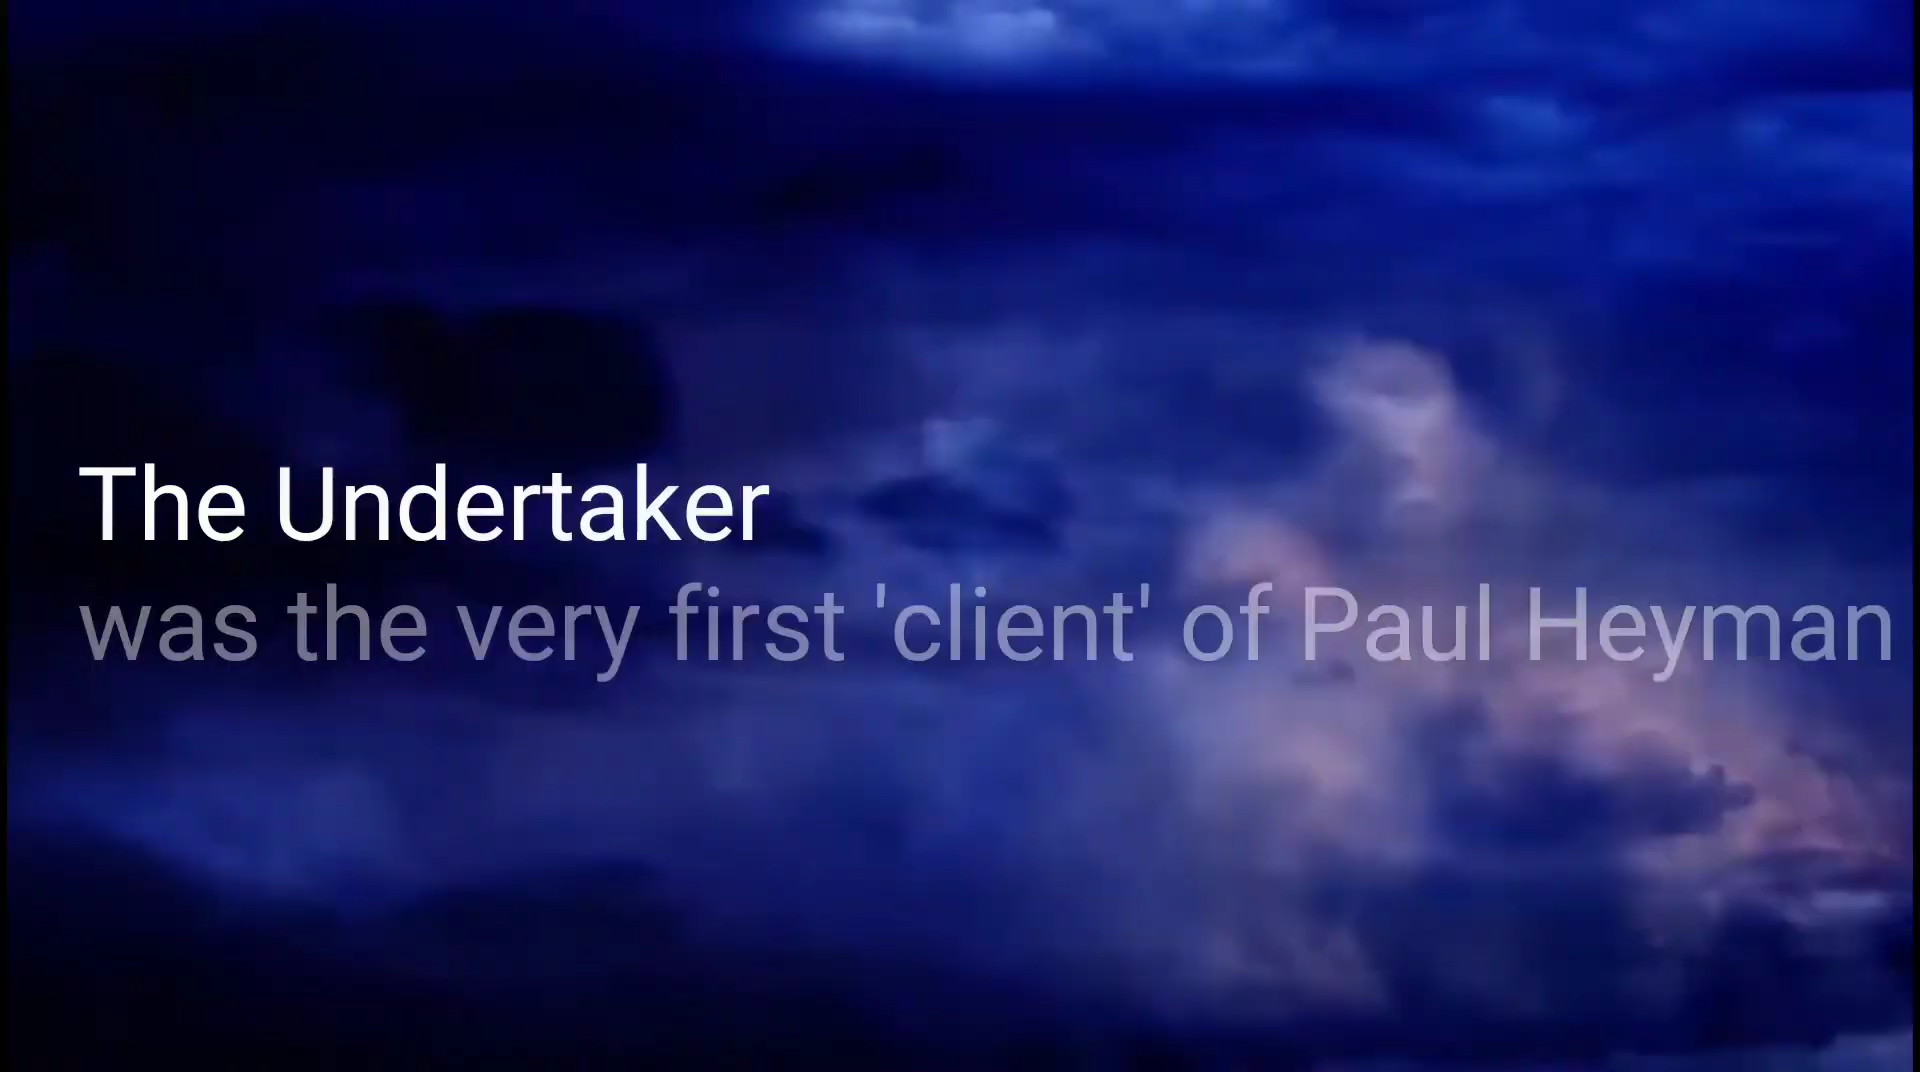 The Undertaker
was the very first 'client' of Paul Heyman